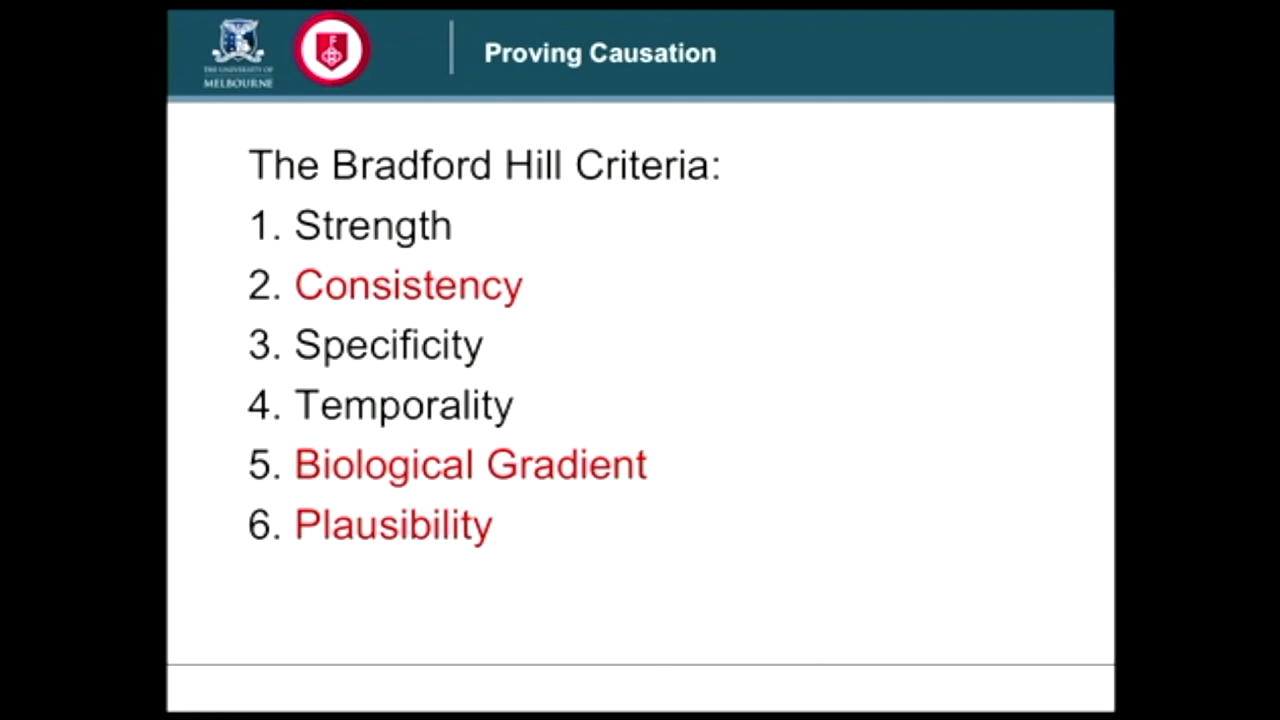 THE UNIVERSITY OF
MELBOURNE
Proving Causation
The Bradford Hill Criteria:
1. Strength
2. Consistency
3. Specificity
4. Temporality
5. Biological Gradient
6. Plausibility